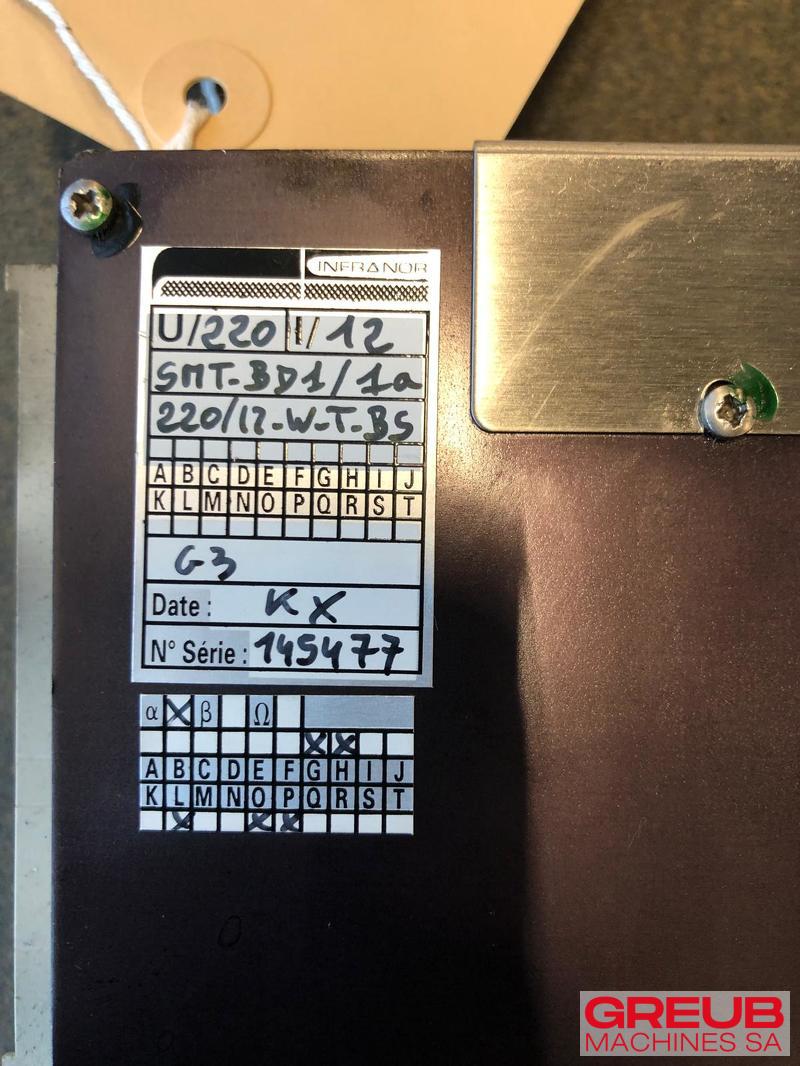 INFRANOR
U/220 I/12
SMT-BD1/1a
220/12-W-T-BS
A B C D E F G H I J
K L M N O P Q R S T
G3
Date : KX
N° Série : 145477
α X β Ω
X X
A B C D E F G H I J
K L M N O P Q R S T
X X X
GREUB
MACHINES SA